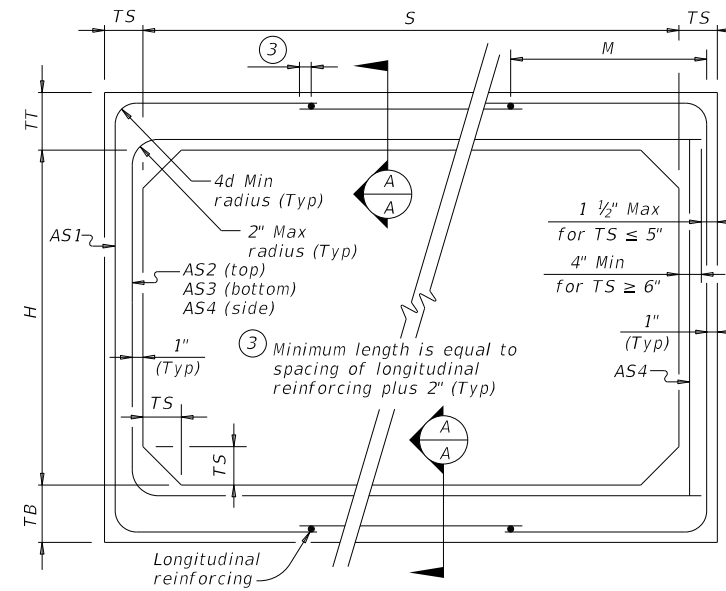 TS
S
TS
3
M
TT
A
A
4d Min
radius (Typ)
2" Max
radius (Typ)
AS1
AS2 (top)
AS3 (bottom)
AS4 (side)
1 ½" Max
for TS ≤ 5"
4" Min
for TS ≥ 6"
H
1"
(Typ)
3
Minimum length is equal to
spacing of longitudinal
reinforcing plus 2" (Typ)
1"
(Typ)
AS4
TS
TS
A
A
TB
Longitudinal
reinforcing